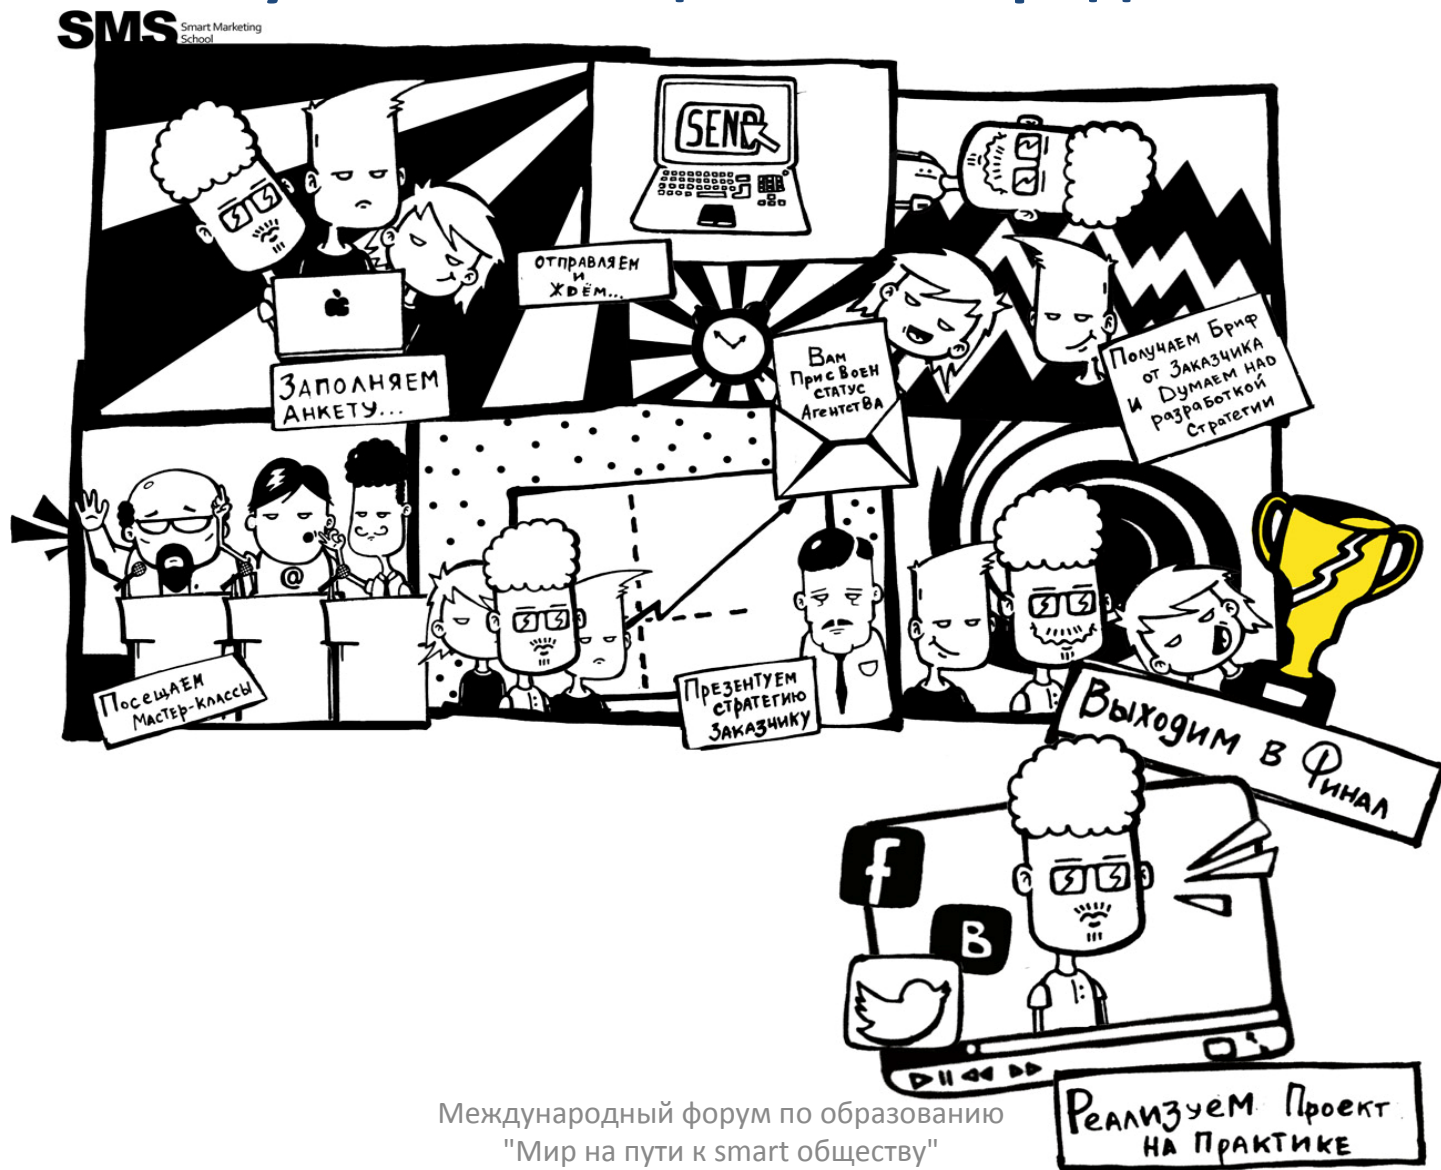 SMS Smart Marketing
School
SEND
ОТПРАВЛЯЕМ
И
ЖДЁМ...
ЗАПОЛНЯЕМ
АНКЕТУ...
ВАМ
ПРИСВОЕН
СТАТУС
АГЕНТСТВА
ПОЛУЧАЕМ БРИФ
ОТ ЗАКАЗЧИКА
И ДУМАЕМ НАД
РАЗРАБОТКОЙ
СТРАТЕГИИ
@
ПОСЕЩАЕМ
МАСТЕР-КЛАССЫ
ПРЕЗЕНТУЕМ
СТРАТЕГИЮ
ЗАКАЗЧИКУ
ВЫХОДИМ В ФИНАЛ
f
B
РЕАЛИЗУЕМ ПРОЕКТ
НА ПРАКТИКЕ
Международный форум по образованию
"Мир на пути к smart обществу"